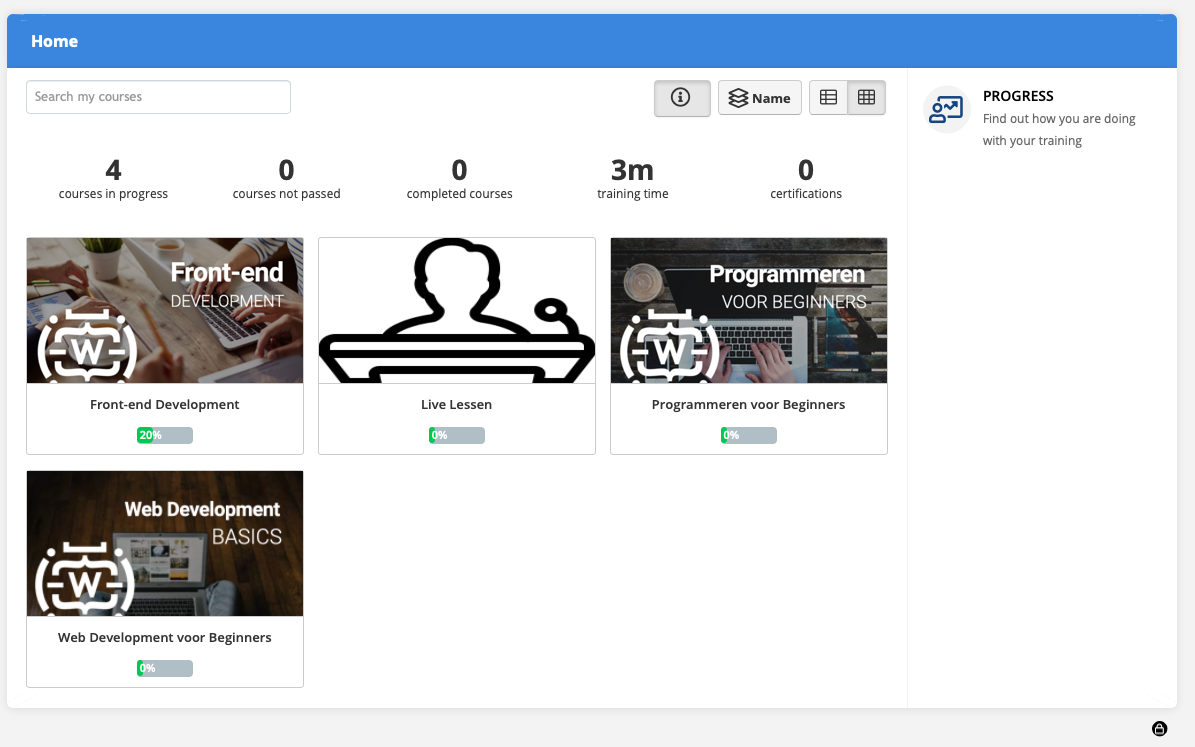 Home
Search my courses
Name
PROGRESS
Find out how you are doing
with your training
4
courses in progress
0
courses not passed
0
completed courses
3m
training time
0
certifications
Front-end
DEVELOPMENT
W
Front-end Development
20%
Live Lessen
0%
Programmeren
VOOR BEGINNERS
W
Programmeren voor Beginners
0%
Web Development
BASICS
W
Web Development voor Beginners
0%